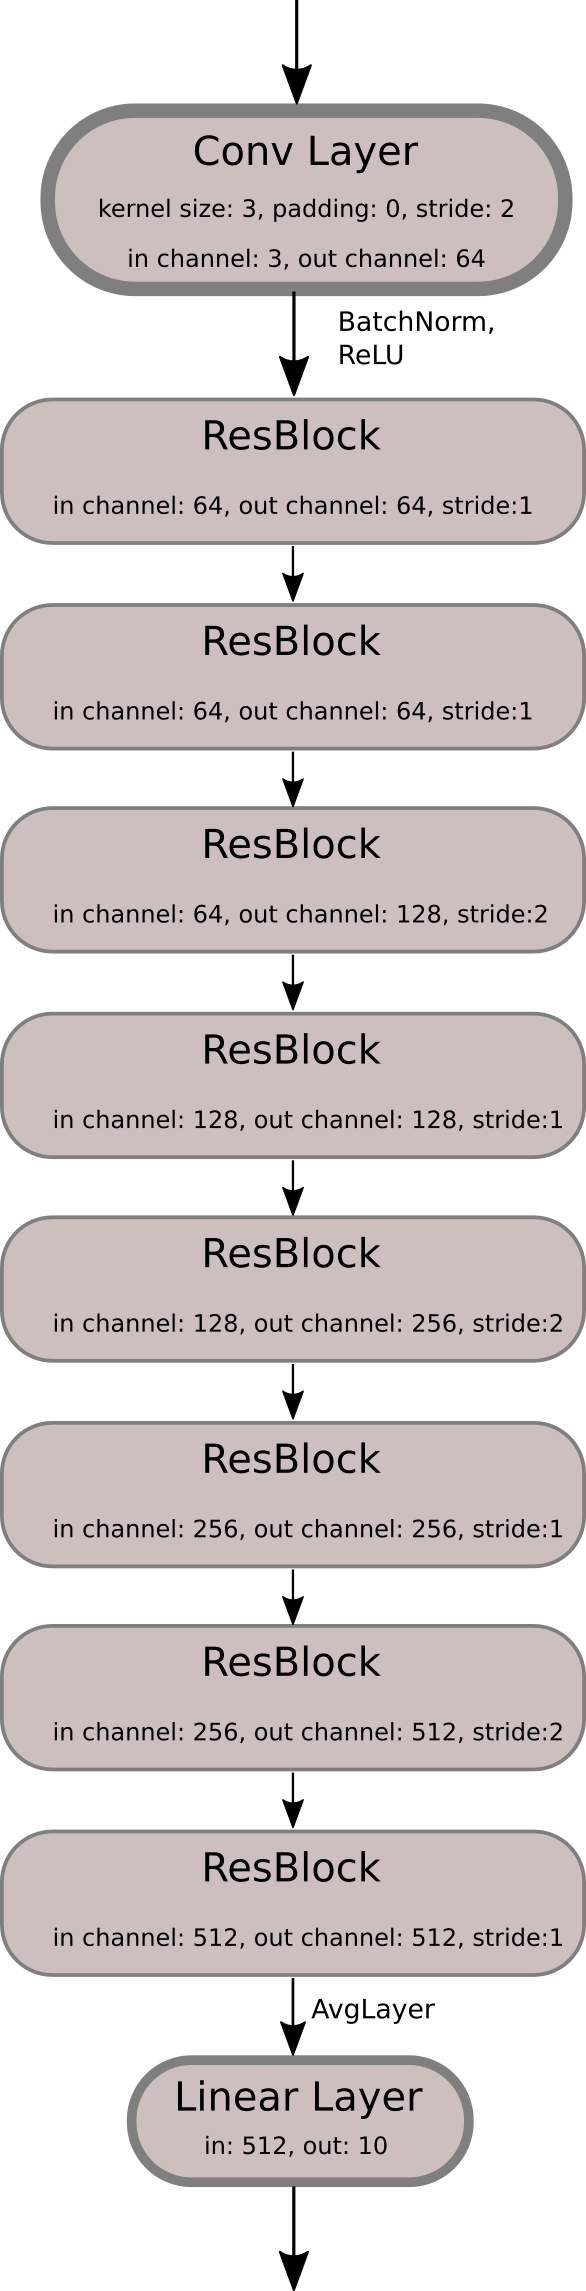 Conv Layer
kernel size: 3, padding: 0, stride: 2
in channel: 3, out channel: 64
BatchNorm,
ReLU
ResBlock
in channel: 64, out channel: 64, stride:1
ResBlock
in channel: 64, out channel: 64, stride:1
ResBlock
in channel: 64, out channel: 128, stride:2
ResBlock
in channel: 128, out channel: 128, stride:1
ResBlock
in channel: 128, out channel: 256, stride:2
ResBlock
in channel: 256, out channel: 256, stride:1
ResBlock
in channel: 256, out channel: 512, stride:2
ResBlock
in channel: 512, out channel: 512, stride:1
AvgLayer
Linear Layer
in: 512, out: 10